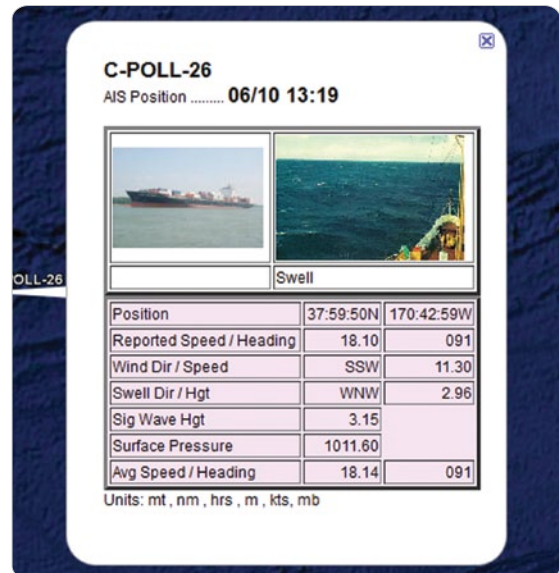 C-POLL-26
AIS Position ......... 06/10 13:19
OLL-26
Swell
Position 37:59:50N 170:42:59W
Reported Speed / Heading 18.10 091
Wind Dir / Speed SSW 11.30
Swell Dir / Hgt WNW 2.96
Sig Wave Hgt 3.15
Surface Pressure 1011.60
Avg Speed / Heading 18.14 091
Units: mt , nm , hrs , m , kts, mb